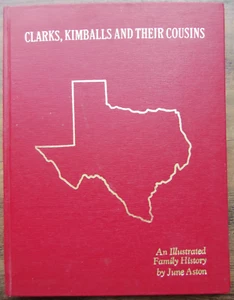 CLARKS, KIMBALLS AND THEIR COUSINS
An Illustrated
Family History
by June Aston